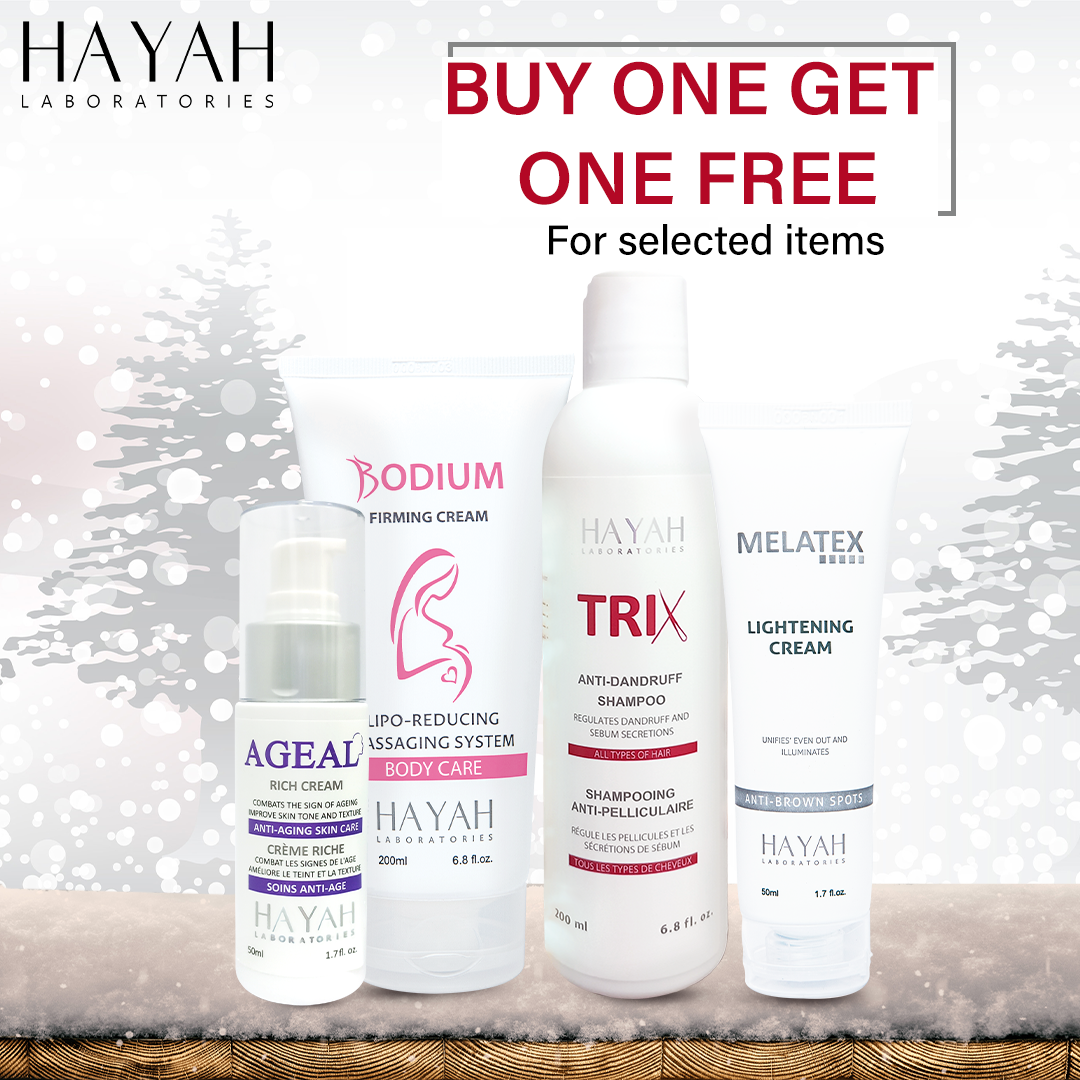 HAYAH
LABORATORIES
BUY ONE GET
ONE FREE
For selected items
BODIUM
FIRMING CREAM
LIPO-REDUCING
ASSAGING SYSTEM
BODY CARE
HAYAH
LABORATORIES
200ml 6.8 fl.oz.
AGEAL
RICH CREAM
COMBATS THE SIGN OF AGEING
IMPROVE SKIN TONE AND TEXTURE
ANTI-AGING SKIN CARE
CRÈME RICHE
COMBAT LES SIGNES DE L'AGE
AMÉLIORE LE TEINT ET LA TEXTURE
SOINS ANTI-AGE
HAYAH
LABORATORIES
50ml 1.7 fl. oz.
HAYAH
LABORATORIES
TRIX
ANTI-DANDRUFF
SHAMPOO
REGULATES DANDRUFF AND
SEBUM SECRETIONS
ALL TYPES OF HAIR
SHAMPOOING
ANTI-PELLICULAIRE
RÉGULE LES PELLICULES ET LES
SÉCRÉTIONS DE SÉBUM
TOUS LES TYPES DE CHEVEUX
200 ml 6.8 fl. oz.
MELATEX
LIGHTENING
CREAM
UNIFIES' EVEN OUT AND
ILLUMINATES
ANTI-BROWN SPOTS
HAYAH
LABORATORIES
50ml 1.7 fl.oz.